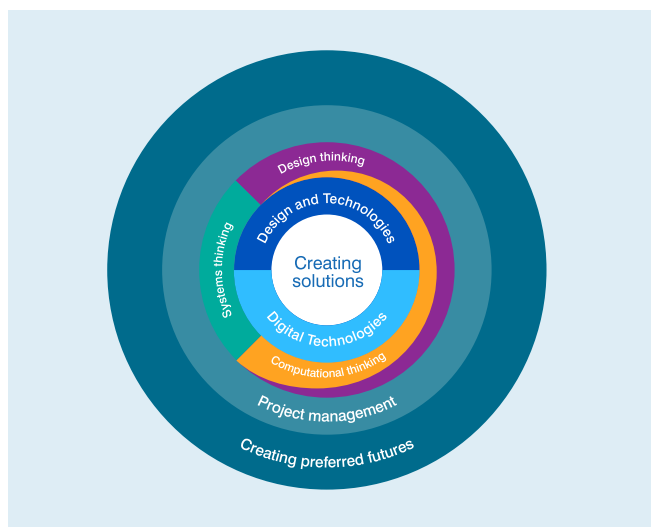 Design thinking
Design and Technologies
Systems thinking
Creating
solutions
Digital Technologies
Computational thinking
Project management
Creating preferred futures